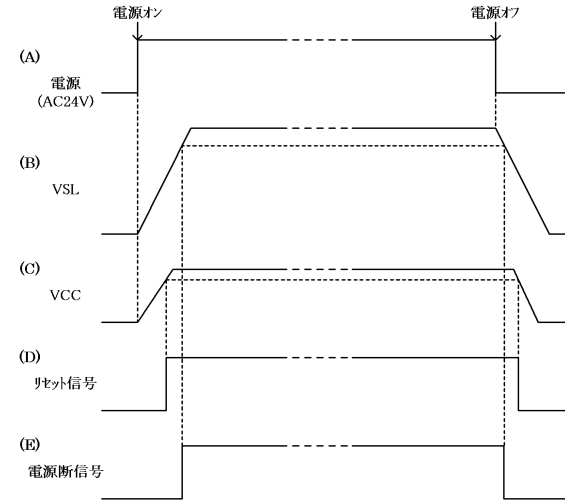 電源オン
電源オフ
(A)
電源
(AC24V)
(B)
VSL
(C)
VCC
(D)
リセット信号
(E)
電源断信号